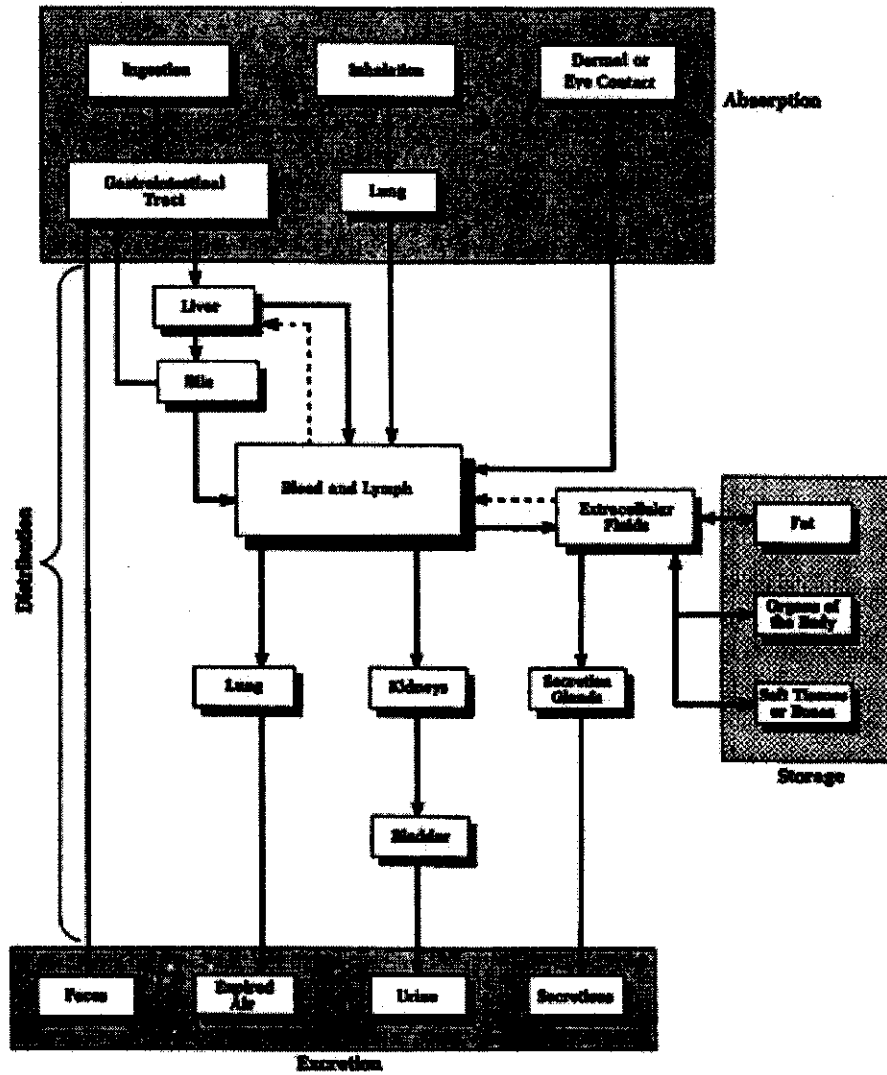 Ingestion
Inhalation
Dermal or
Eye Contact
Absorption
Gastrointestinal
Tract
Lung
Liver
Bile
Blood and Lymph
Extracellular
Fluids
Fat
Organs of
the Body
Soft Tissues
or Bones
Storage
Distribution
Lung
Kidneys
Secretion
Glands
Bladder
Feces
Expired
Air
Urine
Secretions
Excretion